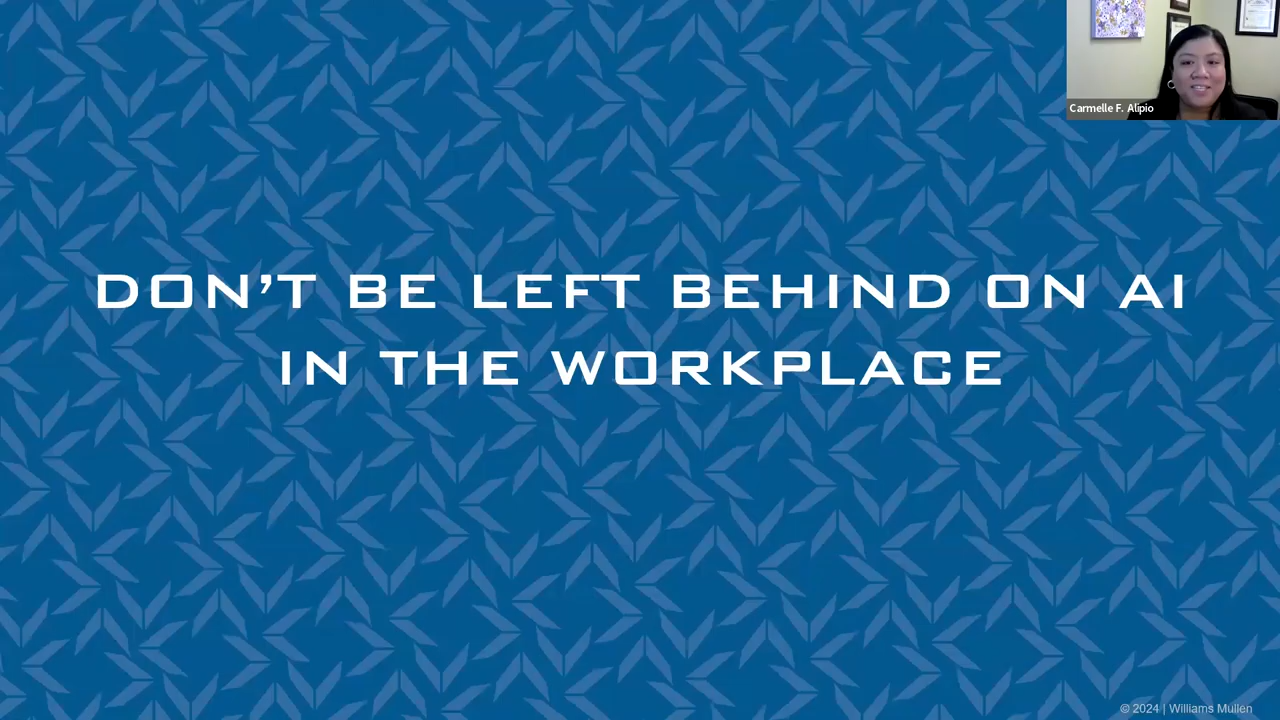 Carmelle F. Alipio
DON'T BE LEFT BEHIND ON AI
IN THE WORKPLACE
© 2024 | Williams Mullen